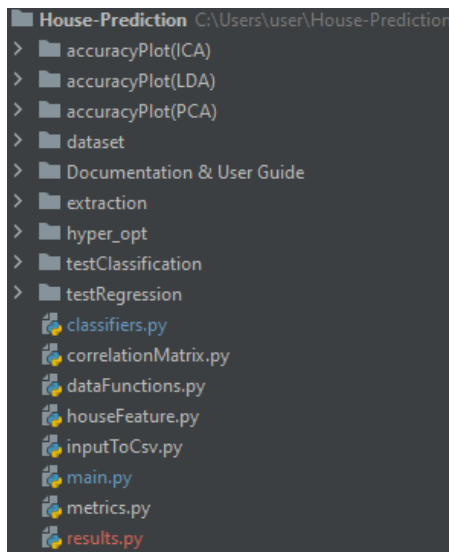 House-Prediction C:\Users\user\House-Prediction
accuracyPlot(ICA)
accuracyPlot(LDA)
accuracyPlot(PCA)
dataset
Documentation & User Guide
extraction
hyper_opt
testClassification
testRegression
classifiers.py
correlationMatrix.py
dataFunctions.py
houseFeature.py
inputToCsv.py
main.py
metrics.py
results.py